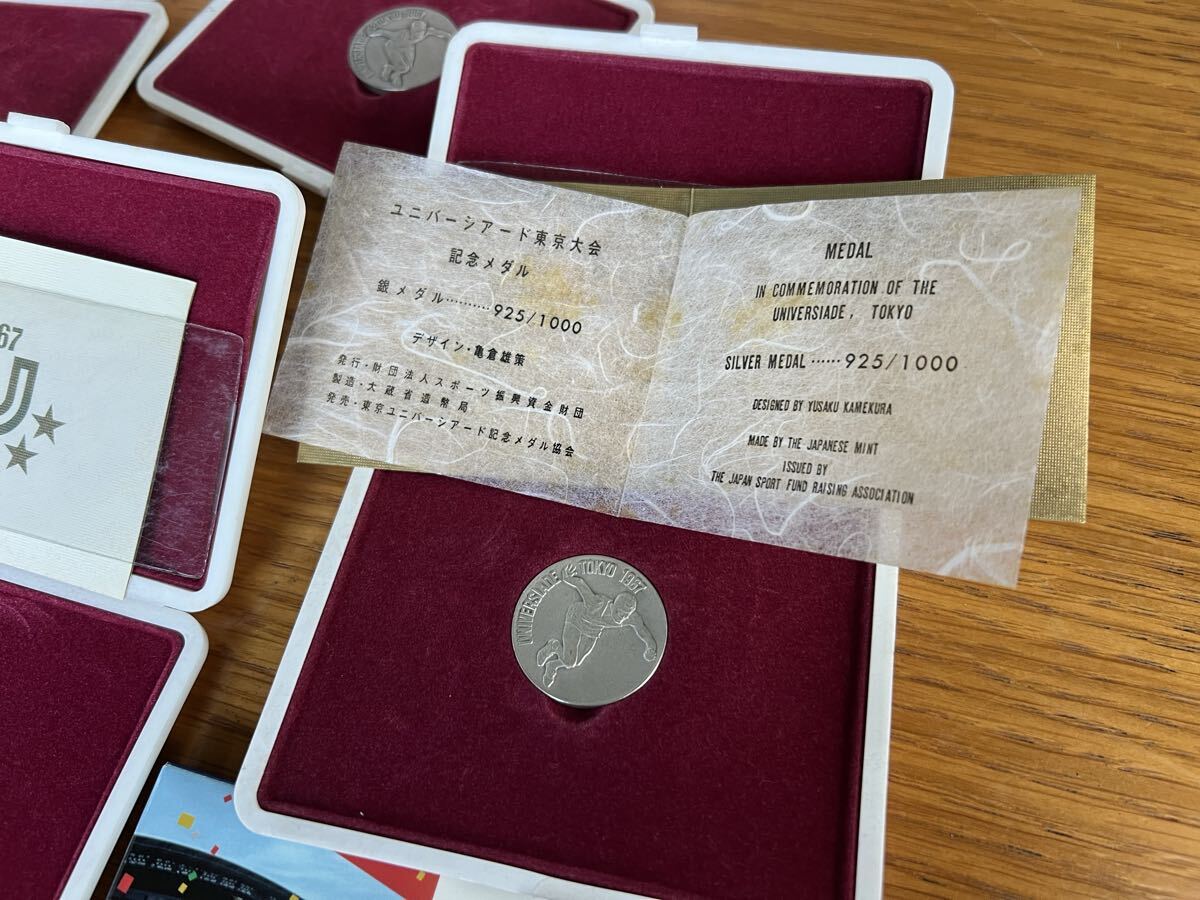 ユニバーシアード東京大会
記念メダル
銀メダル………925/1000
デザイン・亀倉雄策
発行・財団法人スポーツ振興資金財団
製造・大蔵省造幣局
発売・東京ユニバーシアード記念メダル協会
MEDAL
IN COMMEMORATION OF THE
UNIVERSIADE, TOKYO
SILVER MEDAL ······ 925/1000
DESIGNED BY YUSAKU KAMEKURA
MADE BY THE JAPANESE MINT
ISSUED BY
THE JAPAN SPORT FUND RAISING ASSOCIATION
67
U
UNIVERSIADE TOKYO 1967